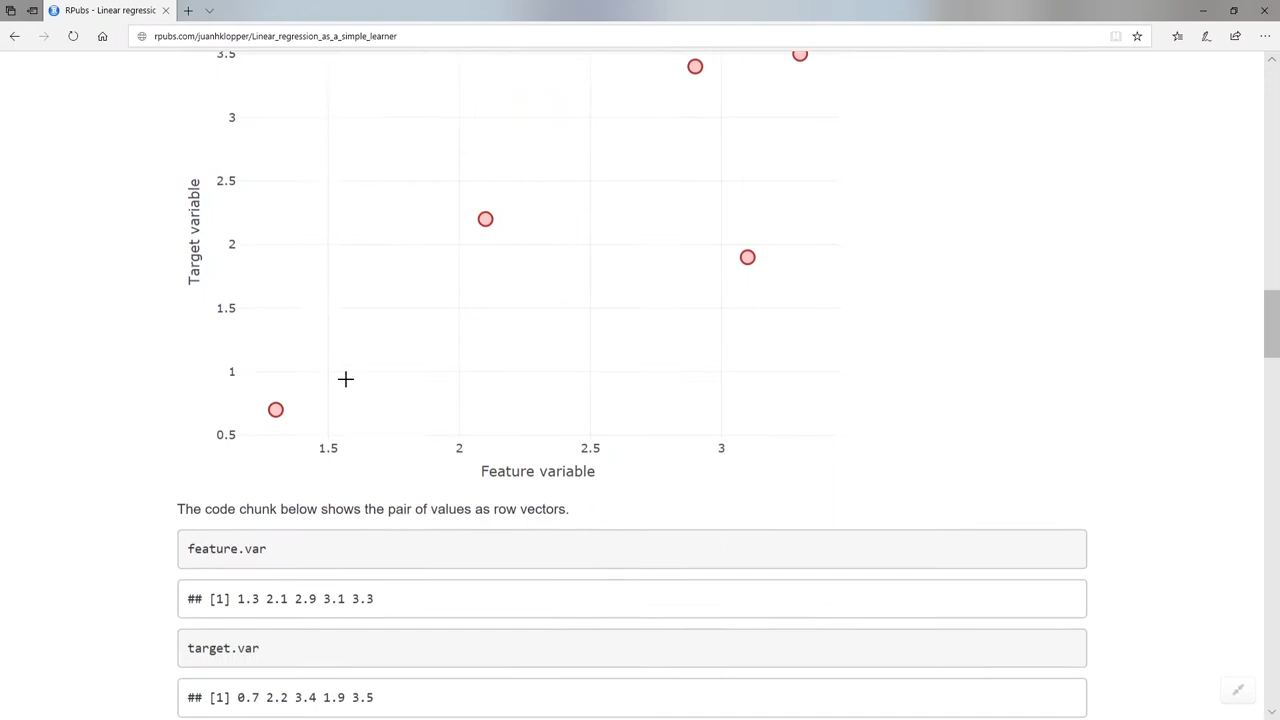 RPubs - Linear regressic
rpubs.com/juanhklopper/Linear_regression_as_a_simple_learner
3.5
3
2.5
2
1.5
1
0.5
Target variable
1.5 2 2.5 3
Feature variable
The code chunk below shows the pair of values as row vectors.
feature.var
## [1] 1.3 2.1 2.9 3.1 3.3
target.var
## [1] 0.7 2.2 3.4 1.9 3.5